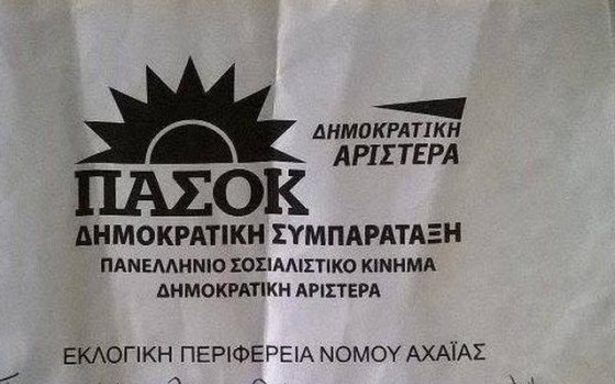 ΔΗΜΟΚΡΑΤΙΚΗ
ΑΡΙΣΤΕΡΑ
ΠΑΣΟΚ
ΔΗΜΟΚΡΑΤΙΚΗ ΣΥΜΠΑΡΑΤΑΞΗ
ΠΑΝΕΛΛΗΝΙΟ ΣΟΣΙΑΛΙΣΤΙΚΟ ΚΙΝΗΜΑ
ΔΗΜΟΚΡΑΤΙΚΗ ΑΡΙΣΤΕΡΑ
ΕΚΛΟΓΙΚΗ ΠΕΡΙΦΕΡΕΙΑ ΝΟΜΟΥ ΑΧΑΪΑΣ